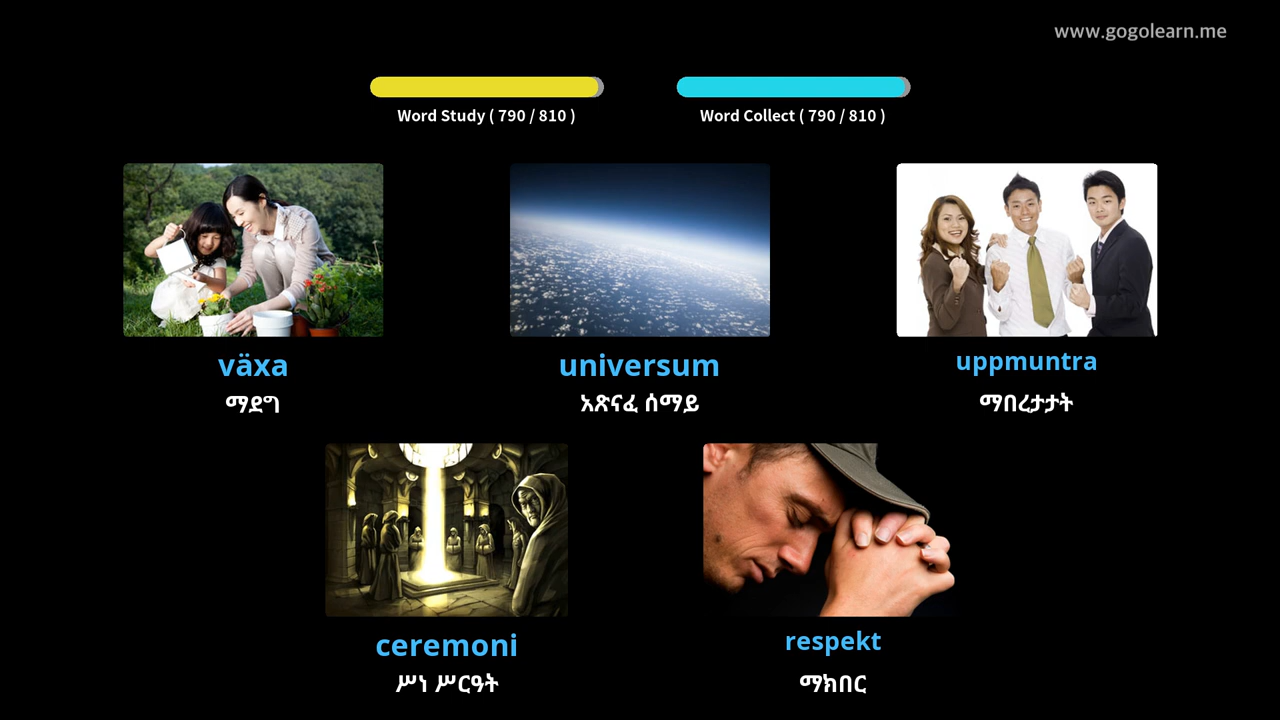 www.gogolearn.me
Word Study ( 790 / 810 )
Word Collect ( 790 / 810 )
växa
universum
uppmuntra
ማደግ
አጽናፈ ሰማይ
ማበረታታት
ceremoni
respekt
ሥነ ሥርዓት
ማክበር